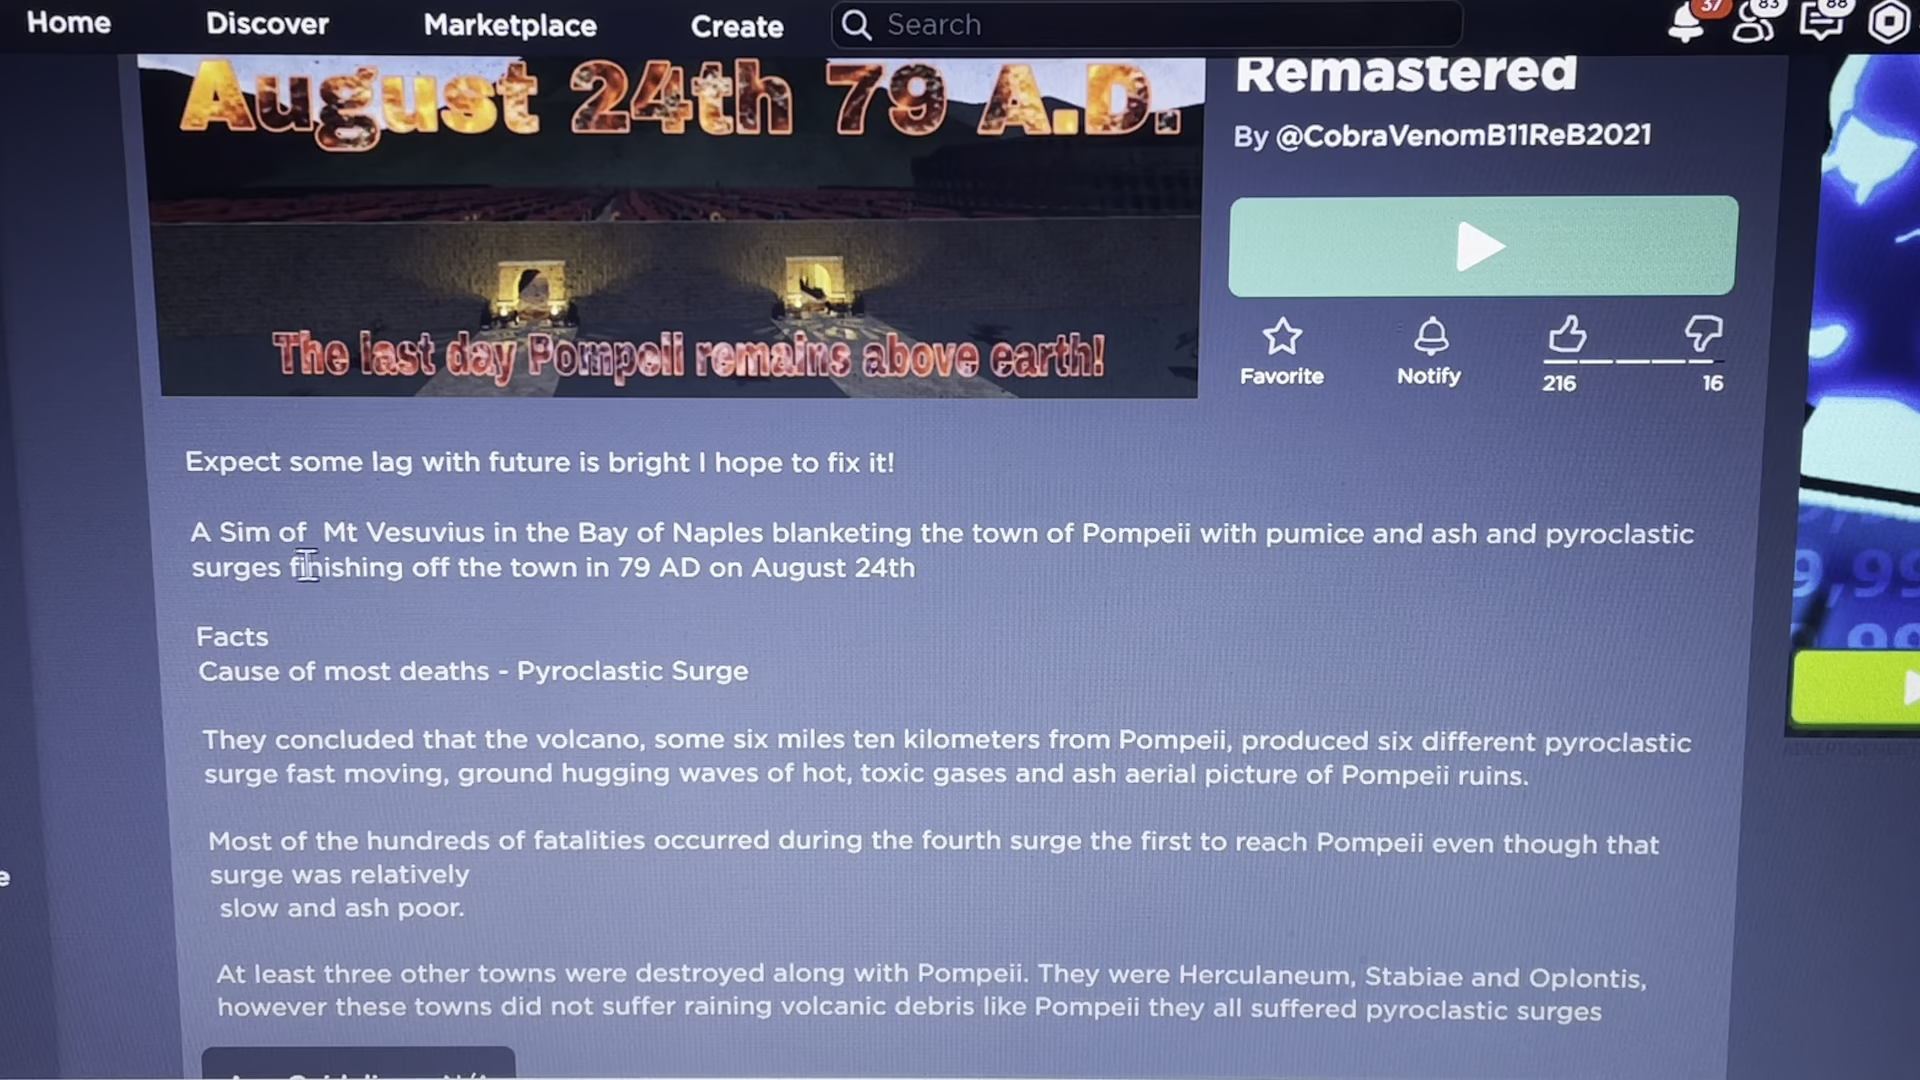 Home Discover Marketplace Create Search 37 83 88
August 24th 79 A.D.
The last day Pompeii remains above earth!
Remastered
By @CobraVenomB11ReB2021
Favorite Notify 216 16
Expect some lag with future is bright I hope to fix it!
A Sim of  Mt Vesuvius in the Bay of Naples blanketing the town of Pompeii with pumice and ash and pyroclastic
surges finishing off the town in 79 AD on August 24th
Facts
Cause of most deaths - Pyroclastic Surge
They concluded that the volcano, some six miles ten kilometers from Pompeii, produced six different pyroclastic
surge fast moving, ground hugging waves of hot, toxic gases and ash aerial picture of Pompeii ruins.
Most of the hundreds of fatalities occurred during the fourth surge the first to reach Pompeii even though that
surge was relatively
slow and ash poor.
At least three other towns were destroyed along with Pompeii. They were Herculaneum, Stabiae and Oplontis,
however these towns did not suffer raining volcanic debris like Pompeii they all suffered pyroclastic surges
e
9,99
99